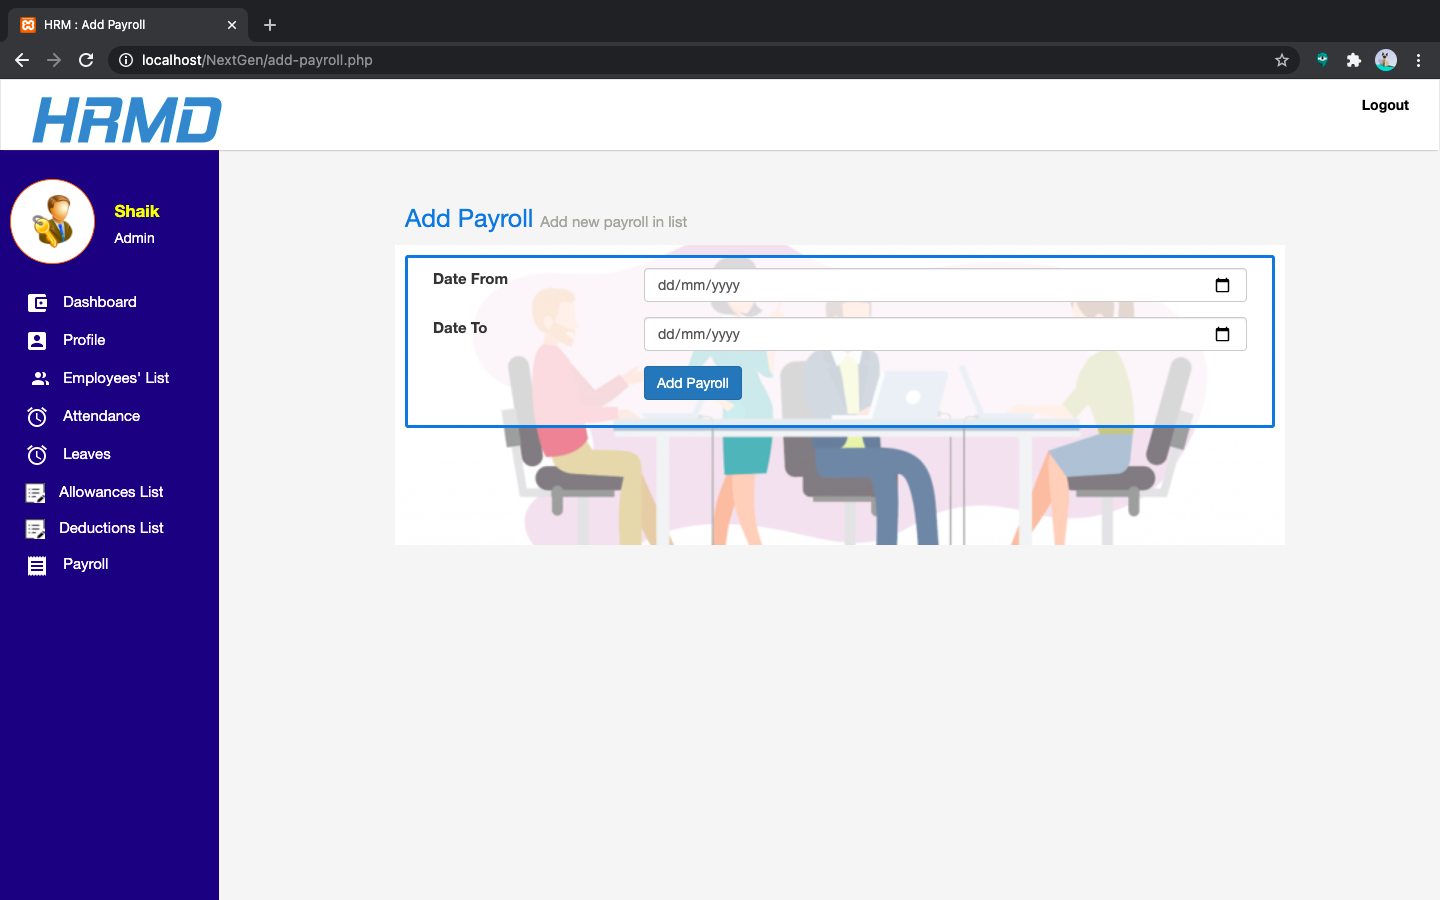 HRM : Add Payroll
localhost/NextGen/add-payroll.php
HRMD
Logout
Shaik
Admin
Dashboard
Profile
Employees' List
Attendance
Leaves
Allowances List
Deductions List
Payroll
Add Payroll Add new payroll in list
Date From
dd/mm/yyyy
Date To
dd/mm/yyyy
Add Payroll